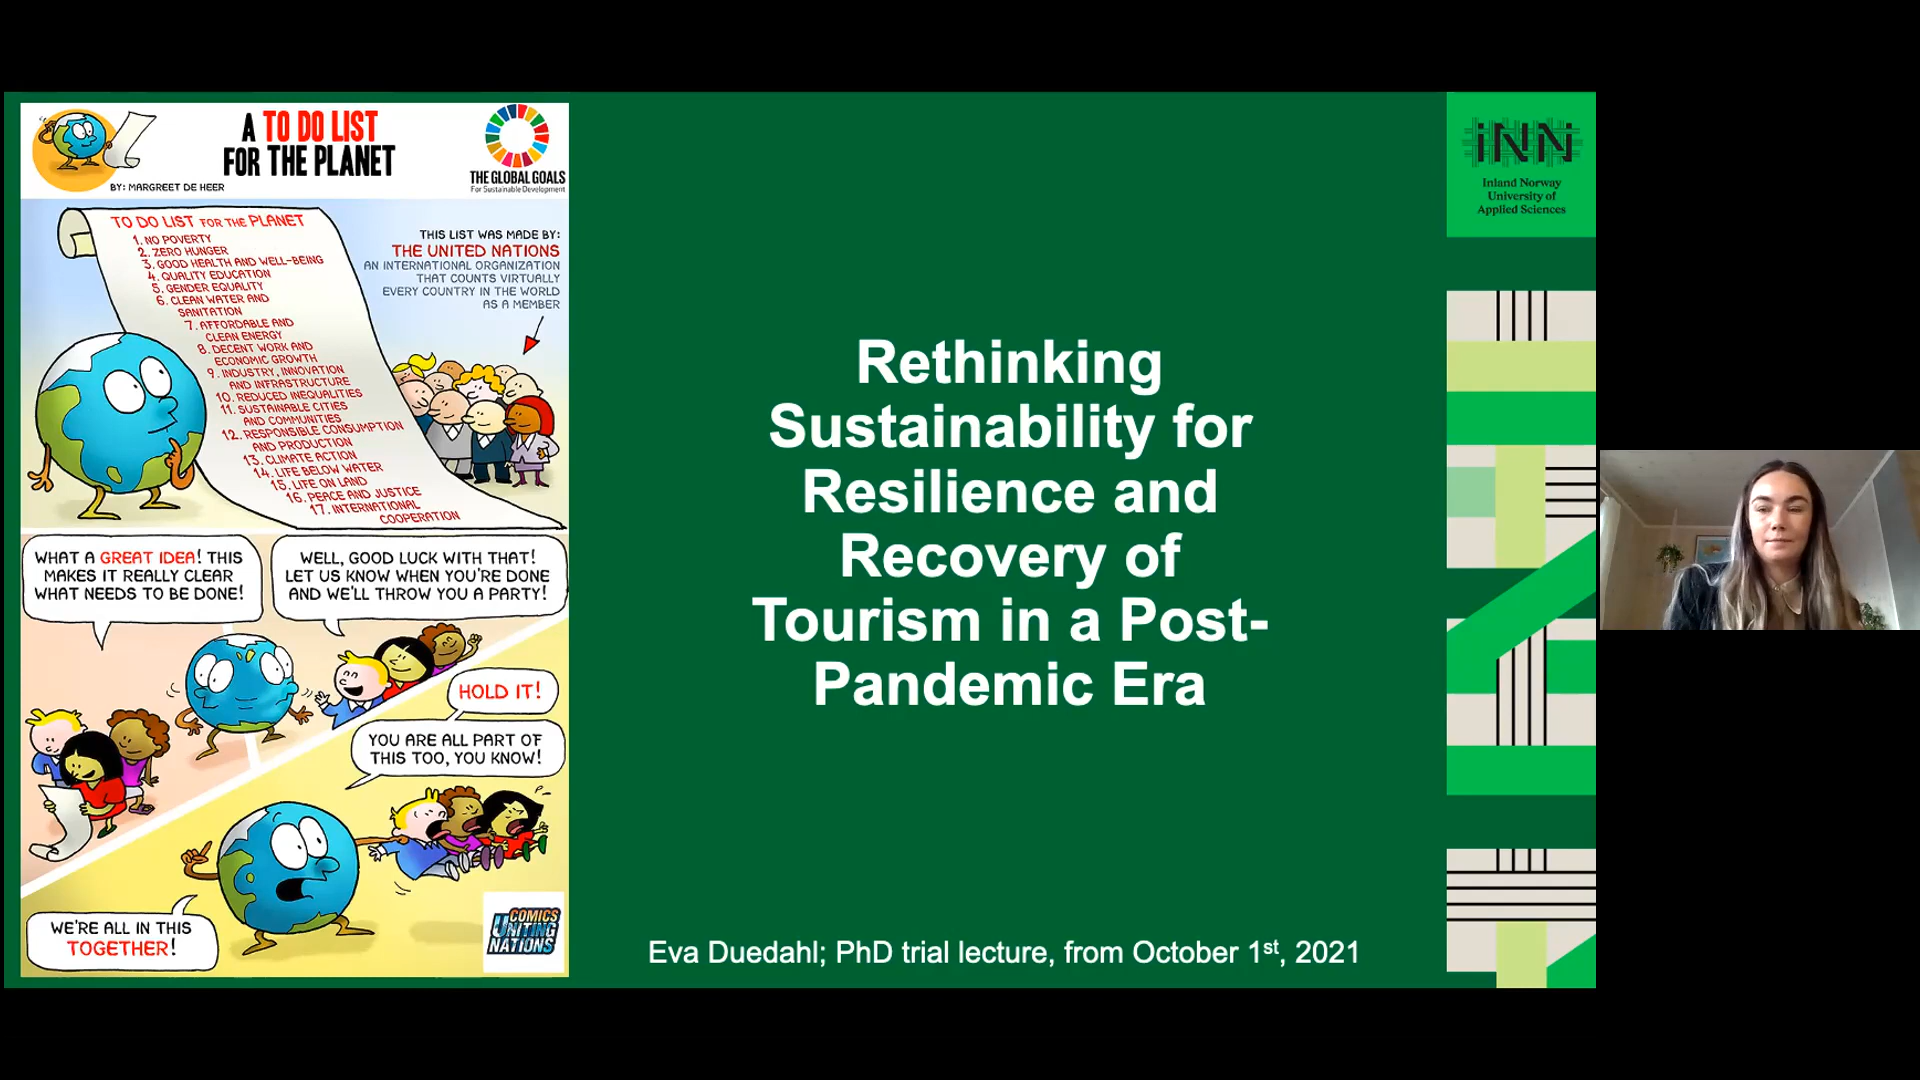 A TO DO LIST
FOR THE PLANET
BY: MARGREET DE HEER
THE GLOBAL GOALS
For Sustainable Development
TO DO LIST FOR THE PLANET
1. NO POVERTY
2. ZERO HUNGER
3. GOOD HEALTH AND WELL-BEING
4. QUALITY EDUCATION
5. GENDER EQUALITY
6. CLEAN WATER AND
SANITATION
7. AFFORDABLE AND
CLEAN ENERGY
8. DECENT WORK AND
ECONOMIC GROWTH
9. INDUSTRY, INNOVATION
AND INFRASTRUCTURE
10. REDUCED INEQUALITIES
11. SUSTAINABLE CITIES
AND COMMUNITIES
12. RESPONSIBLE CONSUMPTION
AND PRODUCTION
13. CLIMATE ACTION
14. LIFE BELOW WATER
15. LIFE ON LAND
16. PEACE AND JUSTICE
17. INTERNATIONAL
COOPERATION
THIS LIST WAS MADE BY:
THE UNITED NATIONS
AN INTERNATIONAL ORGANIZATION
THAT COUNTS VIRTUALLY
EVERY COUNTRY IN THE WORLD
AS A MEMBER
WHAT A GREAT IDEA! THIS
MAKES IT REALLY CLEAR
WHAT NEEDS TO BE DONE!
WELL, GOOD LUCK WITH THAT!
LET US KNOW WHEN YOU'RE DONE
AND WE'LL THROW YOU A PARTY!
HOLD IT!
YOU ARE ALL PART OF
THIS TOO, YOU KNOW!
WE'RE ALL IN THIS
TOGETHER!
COMICS
UNITING
NATIONS
Rethinking
Sustainability for
Resilience and
Recovery of
Tourism in a Post-
Pandemic Era
Eva Duedahl; PhD trial lecture, from October 1st, 2021
iNN
Inland Norway
University of
Applied Sciences